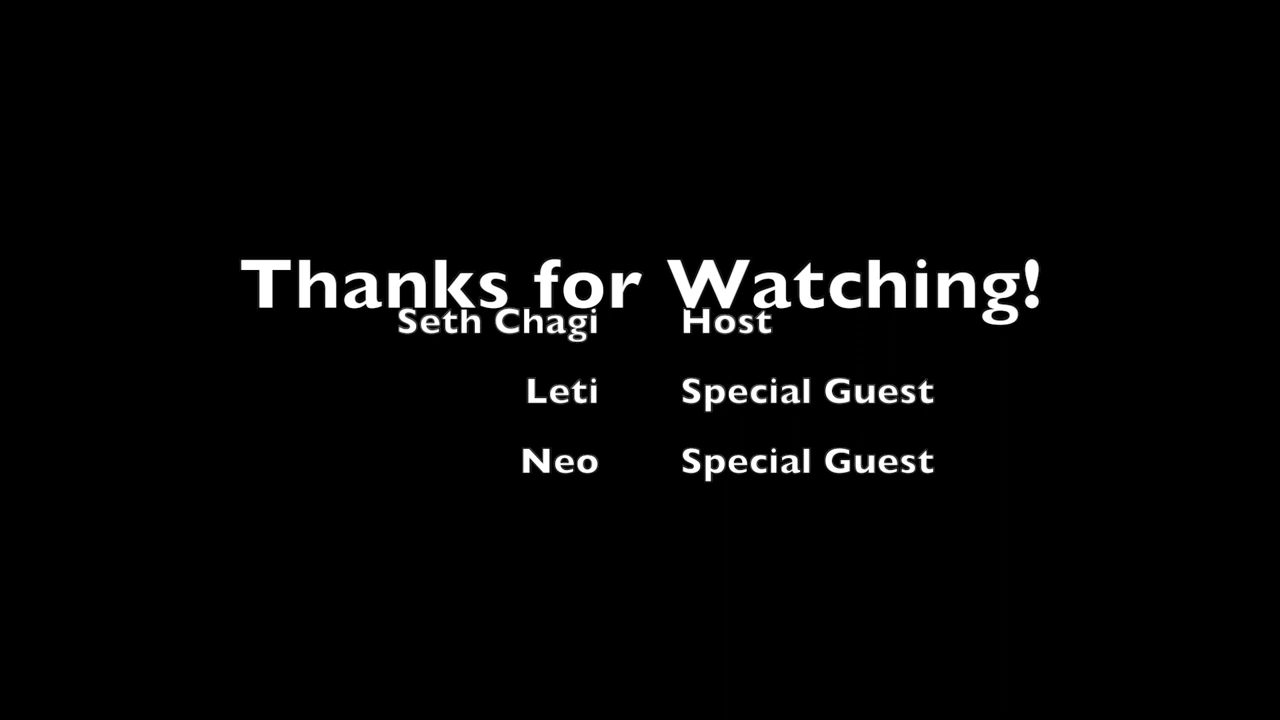 Thanks for Watching!
Seth Chagi Host
Leti Special Guest
Neo Special Guest